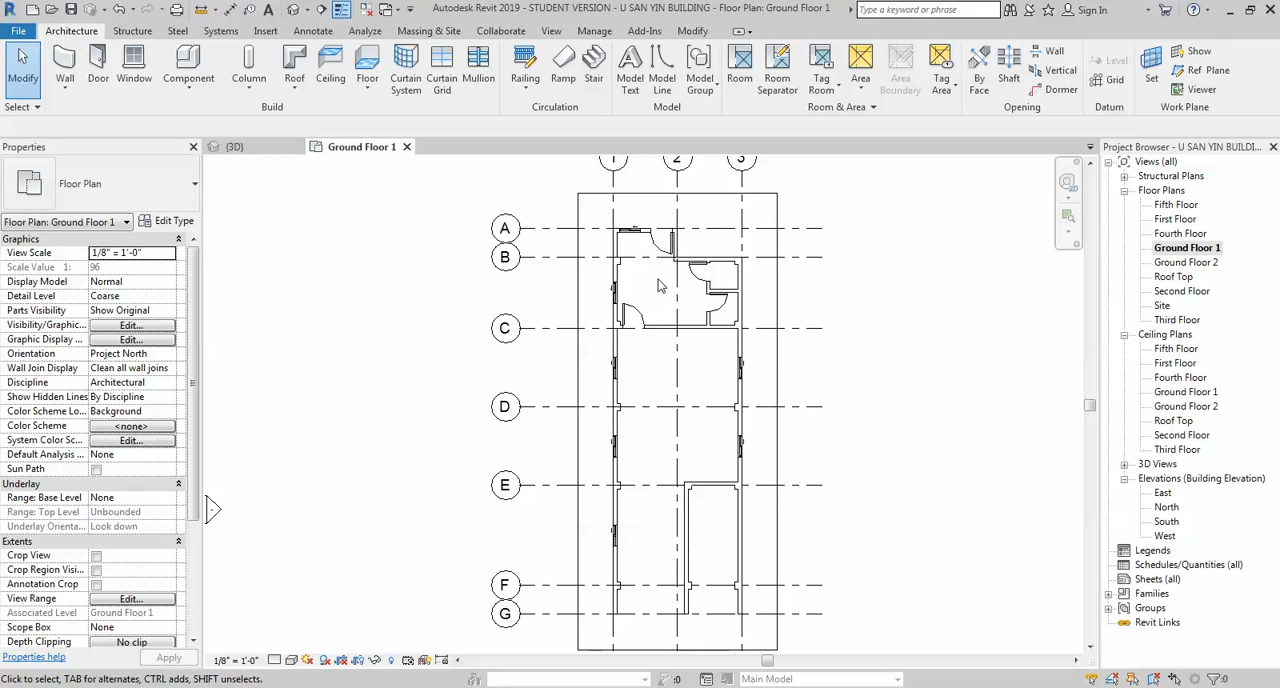 Autodesk Revit 2019 - STUDENT VERSION - U SAN YIN BUILDING - Floor Plan: Ground Floor 1
Type a keyword or phrase
Sign In
File Architecture Structure Steel Systems Insert Annotate Analyze Massing & Site Collaborate View Manage Add-Ins Modify
Modify Wall Door Window Component Column Roof Ceiling Floor Curtain System Curtain Grid Mullion Railing Ramp Stair Model Text Model Line Model Group Room Room Separator Tag Room Area Area Boundary Tag Area By Face Shaft Wall Vertical Dormer Level Grid Set Show Ref Plane Viewer
Select Build Circulation Model Room & Area Opening Datum Work Plane
Properties
{3D}
Ground Floor 1
Project Browser - U SAN YIN BUILDI...
Floor Plan
Floor Plan: Ground Floor 1
Edit Type
Graphics
View Scale 1/8" = 1'-0"
Scale Value 1: 96
Display Model Normal
Detail Level Coarse
Parts Visibility Show Original
Visibility/Graphic... Edit...
Graphic Display ... Edit...
Orientation Project North
Wall Join Display Clean all wall joins
Discipline Architectural
Show Hidden Lines By Discipline
Color Scheme Lo... Background
Color Scheme <none>
System Color Sc... Edit...
Default Analysis ... None
Sun Path
Underlay
Range: Base Level None
Range: Top Level Unbounded
Underlay Orienta... Look down
Extents
Crop View
Crop Region Visi...
Annotation Crop
View Range Edit...
Associated Level Ground Floor 1
Scope Box None
Depth Clipping No clip
Properties help
Apply
1 2 3
A
B
C
D
E
F
G
Views (all)
Structural Plans
Floor Plans
Fifth Floor
First Floor
Fourth Floor
Ground Floor 1
Ground Floor 2
Roof Top
Second Floor
Site
Third Floor
Ceiling Plans
Fifth Floor
First Floor
Fourth Floor
Ground Floor 1
Ground Floor 2
Roof Top
Second Floor
Third Floor
3D Views
Elevations (Building Elevation)
East
North
South
West
Legends
Schedules/Quantities (all)
Sheets (all)
Families
Groups
Revit Links
1/8" = 1'-0"
Click to select, TAB for alternates, CTRL adds, SHIFT unselects.
:0
Main Model
:0